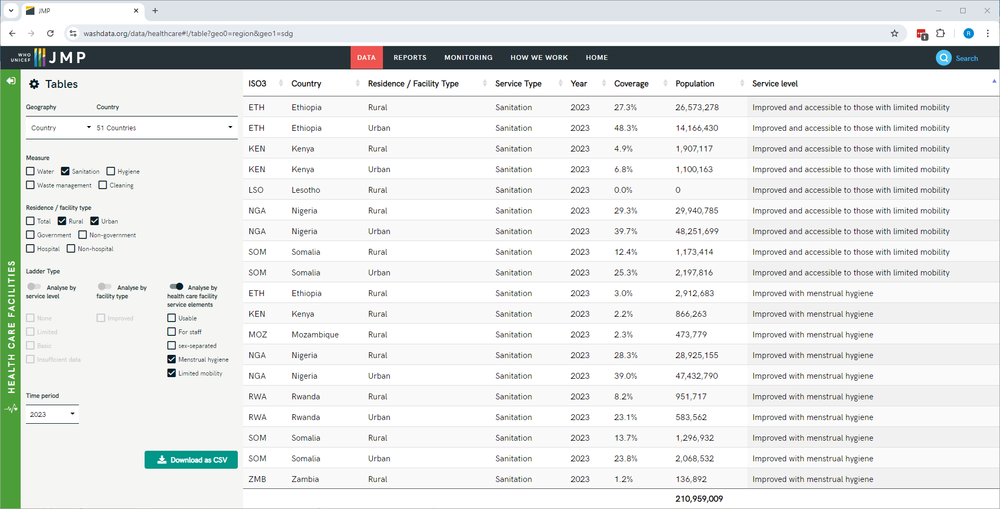 JMP
washdata.org/data/healthcare#!/table?geo0=region&geo1=sdg
1
R
WHO
UNICEF
JMP
DATA
REPORTS
MONITORING
HOW WE WORK
HOME
Search
HEALTH CARE FACILITIES
Tables
Geography Country
Country 51 Countries
Measure
Water Sanitation Hygiene
Waste management Cleaning
Residence / facility type
Total Rural Urban
Government Non-government
Hospital Non-hospital
Ladder Type
Analyse by service level
None
Limited
Basic
Insufficient data
Analyse by facility type
Improved
Analyse by health care facility service elements
Usable
For staff
sex-separated
Menstrual hygiene
Limited mobility
Time period
2023
Download as CSV
ISO3 Country Residence / Facility Type Service Type Year Coverage Population Service level
ETH Ethiopia Rural Sanitation 2023 27.3% 26,573,278 Improved and accessible to those with limited mobility
ETH Ethiopia Urban Sanitation 2023 48.3% 14,166,430 Improved and accessible to those with limited mobility
KEN Kenya Rural Sanitation 2023 4.9% 1,907,117 Improved and accessible to those with limited mobility
KEN Kenya Urban Sanitation 2023 6.8% 1,100,163 Improved and accessible to those with limited mobility
LSO Lesotho Rural Sanitation 2023 0.0% 0 Improved and accessible to those with limited mobility
NGA Nigeria Rural Sanitation 2023 29.3% 29,940,785 Improved and accessible to those with limited mobility
NGA Nigeria Urban Sanitation 2023 39.7% 48,251,699 Improved and accessible to those with limited mobility
SOM Somalia Rural Sanitation 2023 12.4% 1,173,414 Improved and accessible to those with limited mobility
SOM Somalia Urban Sanitation 2023 25.3% 2,197,816 Improved and accessible to those with limited mobility
ETH Ethiopia Rural Sanitation 2023 3.0% 2,912,683 Improved with menstrual hygiene
KEN Kenya Rural Sanitation 2023 2.2% 866,263 Improved with menstrual hygiene
MOZ Mozambique Rural Sanitation 2023 2.3% 473,779 Improved with menstrual hygiene
NGA Nigeria Rural Sanitation 2023 28.3% 28,925,155 Improved with menstrual hygiene
NGA Nigeria Urban Sanitation 2023 39.0% 47,432,790 Improved with menstrual hygiene
RWA Rwanda Rural Sanitation 2023 8.2% 951,717 Improved with menstrual hygiene
RWA Rwanda Urban Sanitation 2023 23.1% 583,562 Improved with menstrual hygiene
SOM Somalia Rural Sanitation 2023 13.7% 1,296,932 Improved with menstrual hygiene
SOM Somalia Urban Sanitation 2023 23.8% 2,068,532 Improved with menstrual hygiene
ZMB Zambia Rural Sanitation 2023 1.2% 136,892 Improved with menstrual hygiene
210,959,009